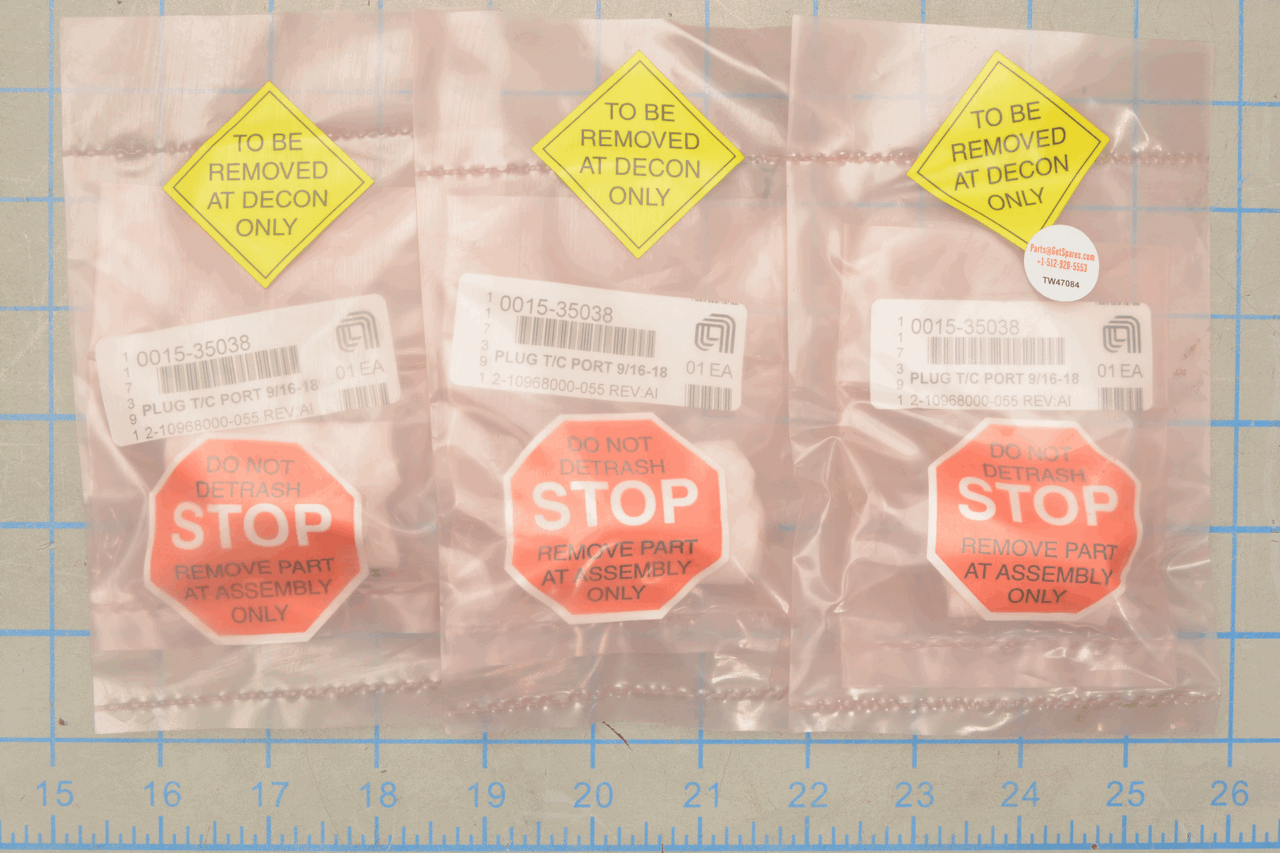 TO BE
REMOVED
AT DECON
ONLY
1 0015-35038
1
7
3
9
1
PLUG T/C PORT 9/16-18
01 EA
2-10968000-055 REV:AI
DO NOT
DETRASH
STOP
REMOVE PART
AT ASSEMBLY
ONLY
TO BE
REMOVED
AT DECON
ONLY
1 0015-35038
1
7
3
9
1
PLUG T/C PORT 9/16-18
01 EA
2-10968000-055 REV:AI
DO NOT
DETRASH
STOP
REMOVE PART
AT ASSEMBLY
ONLY
TO BE
REMOVED
AT DECON
ONLY
Parts@GetSpares.com
+1-512-928-5553
TW47084
1 0015-35038
1
7
3
9
1
PLUG T/C PORT 9/16-18
01 EA
2-10968000-055 REV:AI
DO NOT
DETRASH
STOP
REMOVE PART
AT ASSEMBLY
ONLY
15 16 17 18 19 20 21 22 23 24 25 26